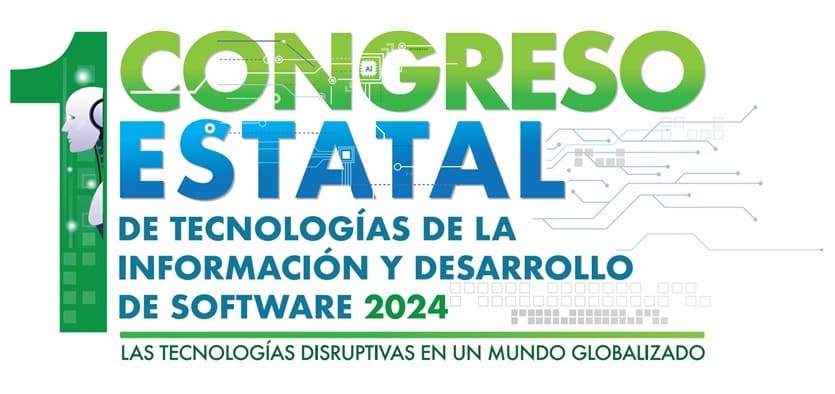 1 CONGRESO
AI
ESTATAL
DE TECNOLOGÍAS DE LA
INFORMACIÓN Y DESARROLLO
DE SOFTWARE 2024
LAS TECNOLOGÍAS DISRUPTIVAS EN UN MUNDO GLOBALIZADO